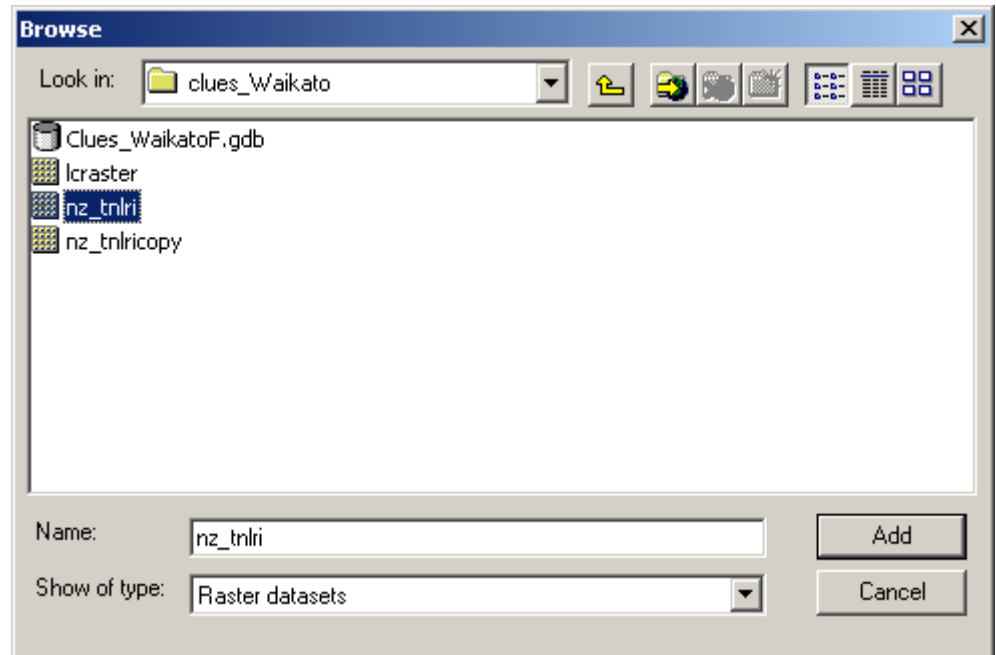 Browse
Look in: clues_Waikato
Clues_WaikatoF.gdb
lcraster
nz_tnlri
nz_tnlricopy
Name: nz_tnlri Add
Show of type: Raster datasets Cancel